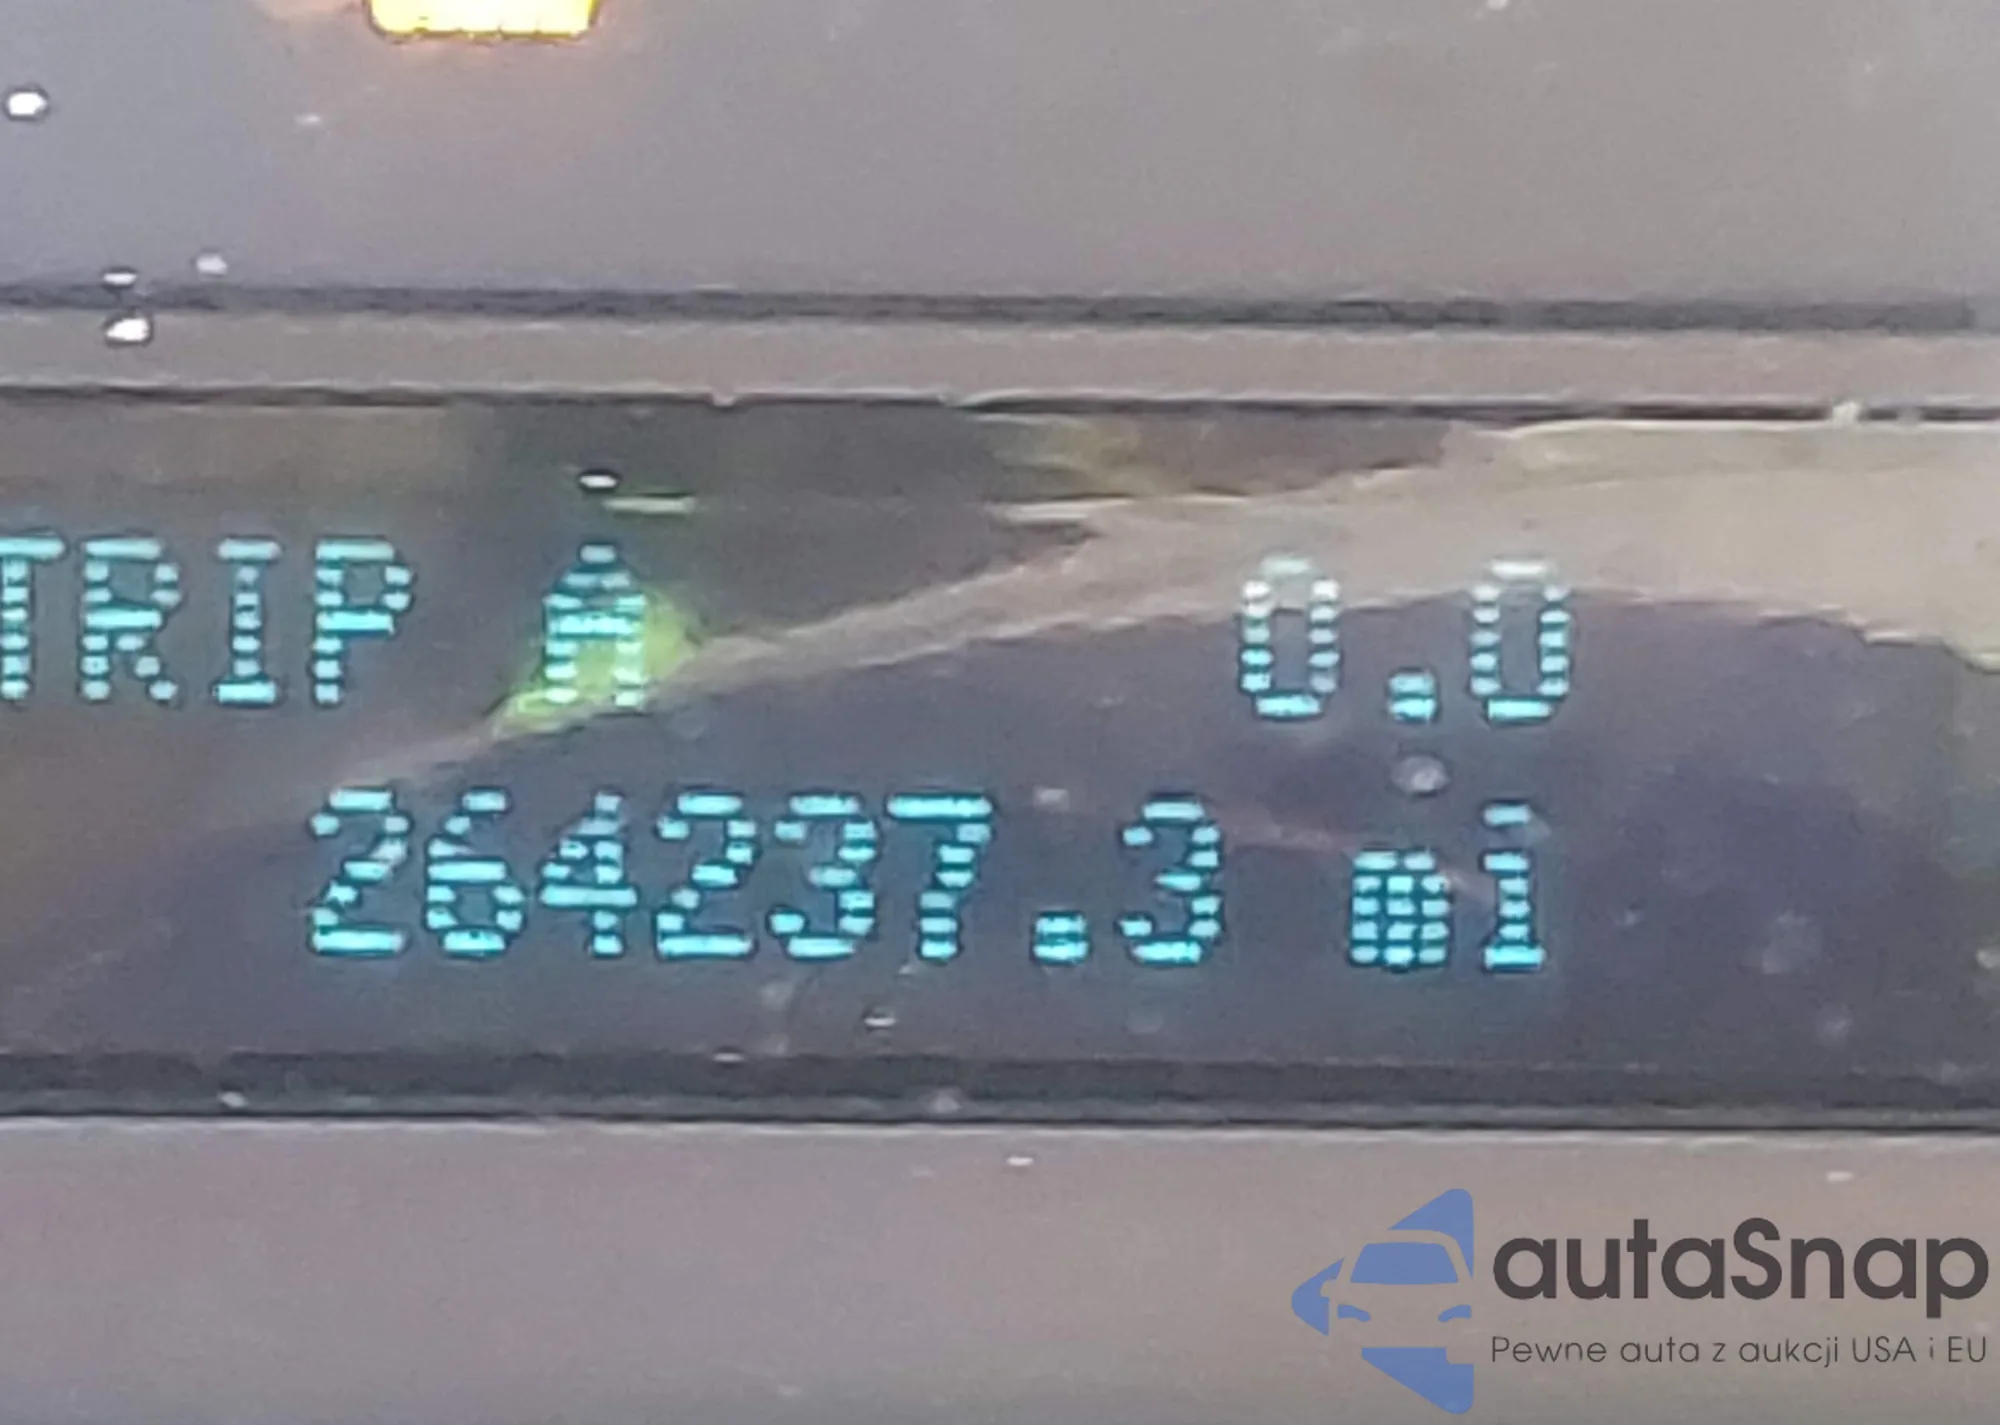 TRIP A 0.0
264237.3 mi
autaSnap
Pewne auta z aukcji USA i EU